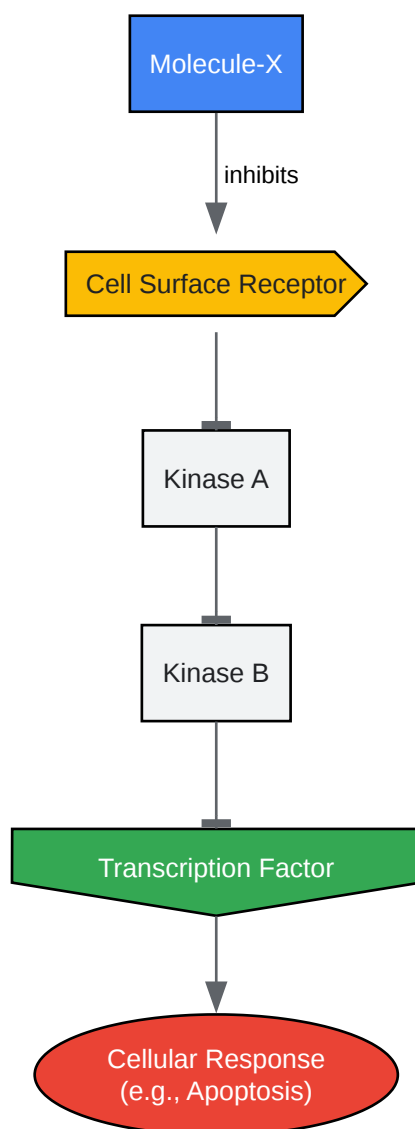 Molecule-X
inhibits
Cell Surface Receptor
Kinase A
Kinase B
Transcription Factor
Cellular Response
(e.g., Apoptosis)